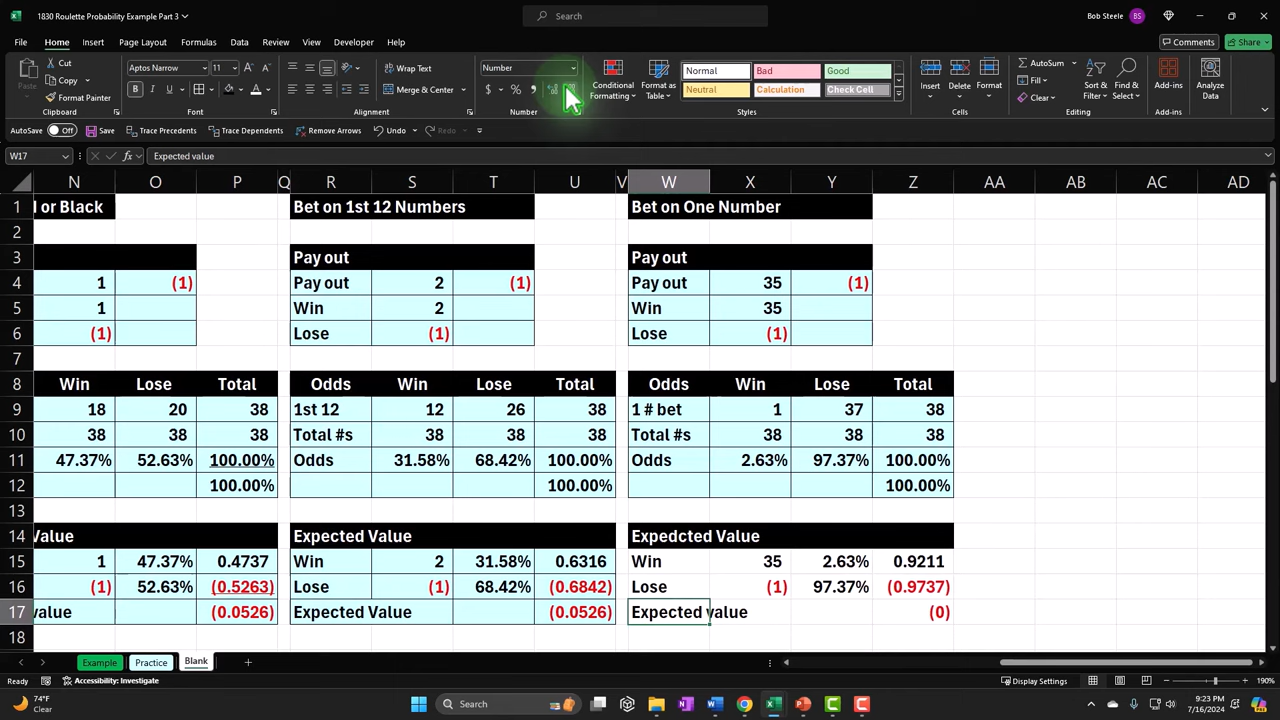 1830 Roulette Probability Example Part 3
Search
Bob Steele BS
File Home Insert Page Layout Formulas Data Review View Developer Help
Comments Share
Paste Cut Copy Format Painter Clipboard
Aptos Narrow 11 Font
Wrap Text Merge & Center Alignment
Number Number
Conditional Formatting Format as Table
Normal Bad Good
Neutral Calculation Check Cell
Styles
Insert Delete Format Cells
AutoSum Fill Clear Sort & Filter Find & Select Editing
Add-ins Add-ins
Analyze Data
AutoSave Off Save Trace Precedents Trace Dependents Remove Arrows Undo Redo
W17 fx Expected value
N O P Q R S T U V W X Y Z AA AB AC AD
1 l or Black Bet on 1st 12 Numbers Bet on One Number
2
3 Pay out Pay out
4 1 (1) Pay out 2 (1) Pay out 35 (1)
5 1 Win 2 Win 35
6 (1) Lose (1) Lose (1)
7
8 Win Lose Total Odds Win Lose Total Odds Win Lose Total
9 18 20 38 1st 12 12 26 38 1 # bet 1 37 38
10 38 38 38 Total #s 38 38 38 Total #s 38 38 38
11 47.37% 52.63% 100.00% Odds 31.58% 68.42% 100.00% Odds 2.63% 97.37% 100.00%
12 100.00% 100.00% 100.00%
13
14 Value Expected Value Expedcted Value
15 1 47.37% 0.4737 Win 2 31.58% 0.6316 Win 35 2.63% 0.9211
16 (1) 52.63% (0.5263) Lose (1) 68.42% (0.6842) Lose (1) 97.37% (0.9737)
17 value (0.0526) Expected Value (0.0526) Expected value (0)
18
Example Practice Blank
Ready Accessibility: Investigate Display Settings 190%
74°F
Clear
Search
9:23 PM
7/16/2024